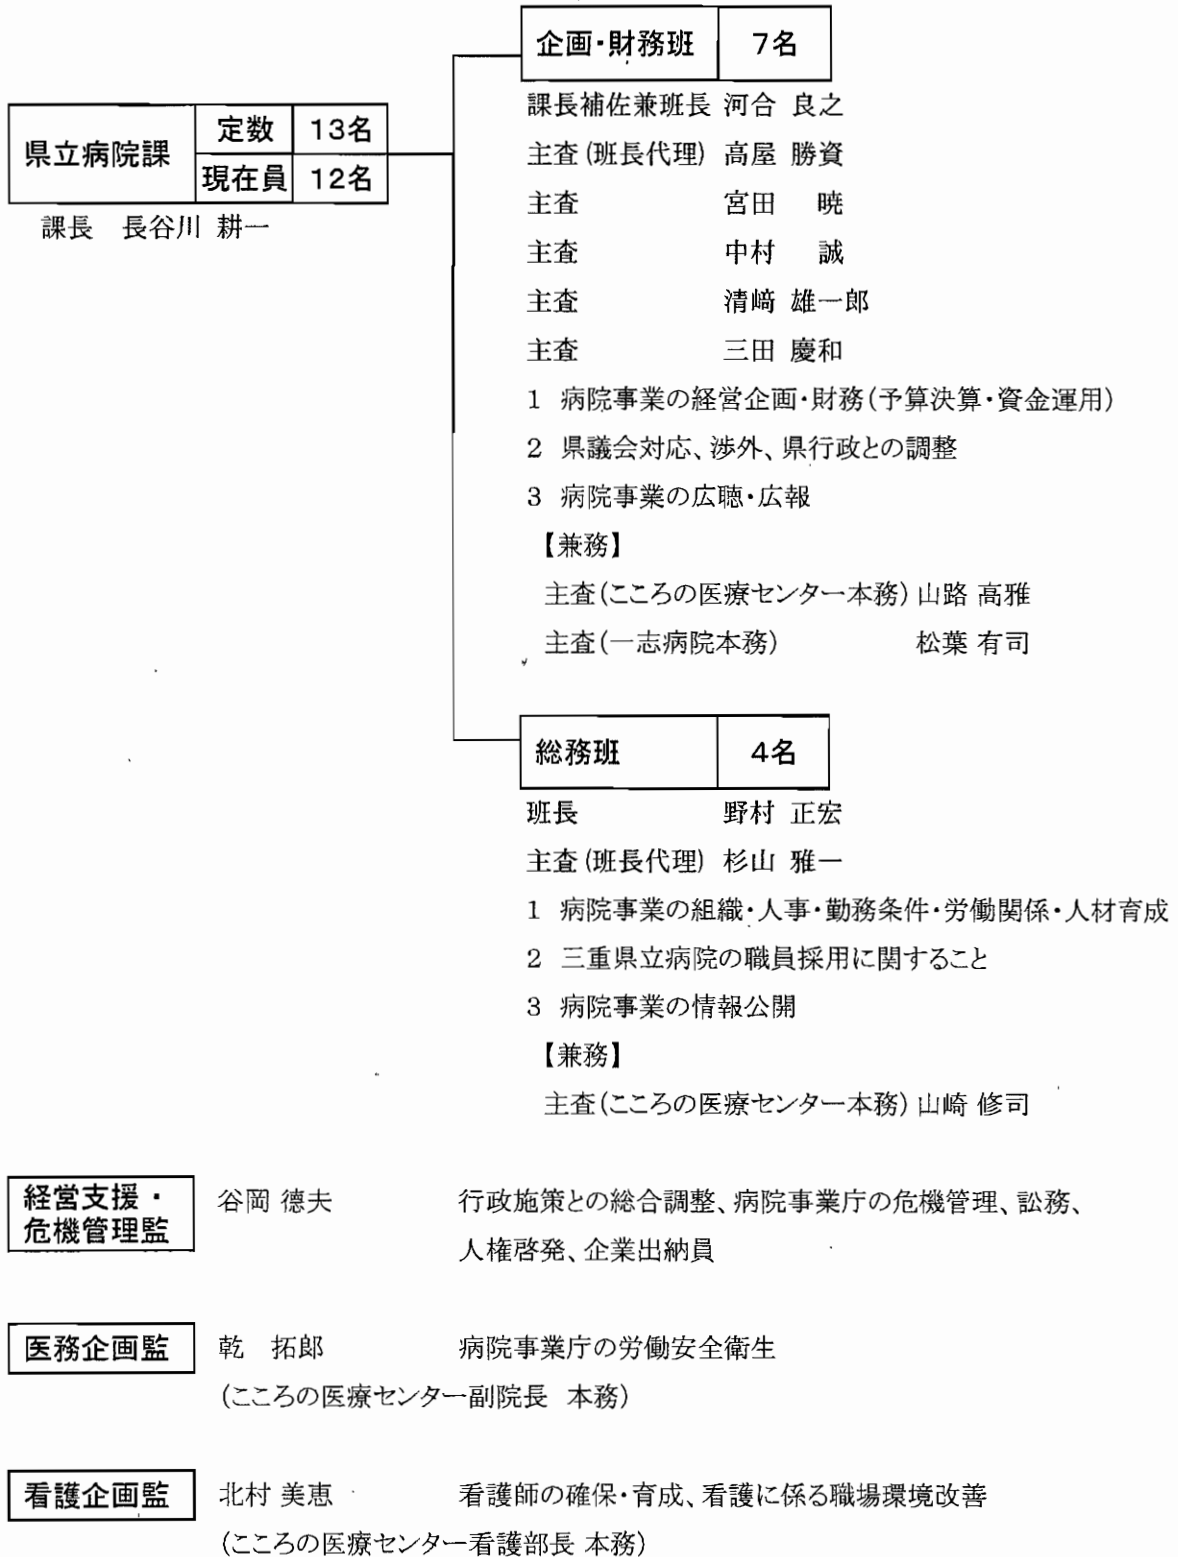 県立病院課 定数 13名
現在員 12名
課長 長谷川 耕一
企画・財務班 7名
課長補佐兼班長 河合 良之
主査(班長代理) 高屋 勝資
主査 宮田 暁
主査 中村 誠
主査 清﨑 雄一郎
主査 三田 慶和
1 病院事業の経営企画・財務(予算決算・資金運用)
2 県議会対応、渉外、県行政との調整
3 病院事業の広聴・広報
【兼務】
主査(こころの医療センター本務) 山路 高雅
主査(一志病院本務) 松葉 有司
総務班 4名
班長 野村 正宏
主査(班長代理) 杉山 雅一
1 病院事業の組織・人事・勤務条件・労働関係・人材育成
2 三重県立病院の職員採用に関すること
3 病院事業の情報公開
【兼務】
主査(こころの医療センター本務) 山崎 修司
経営支援・
危機管理監
谷岡 德夫 行政施策との総合調整、病院事業庁の危機管理、訟務、
人権啓発、企業出納員
医務企画監 乾 拓郎 病院事業庁の労働安全衛生
(こころの医療センター副院長 本務)
看護企画監 北村 美恵 看護師の確保・育成、看護に係る職場環境改善
(こころの医療センター看護部長 本務)